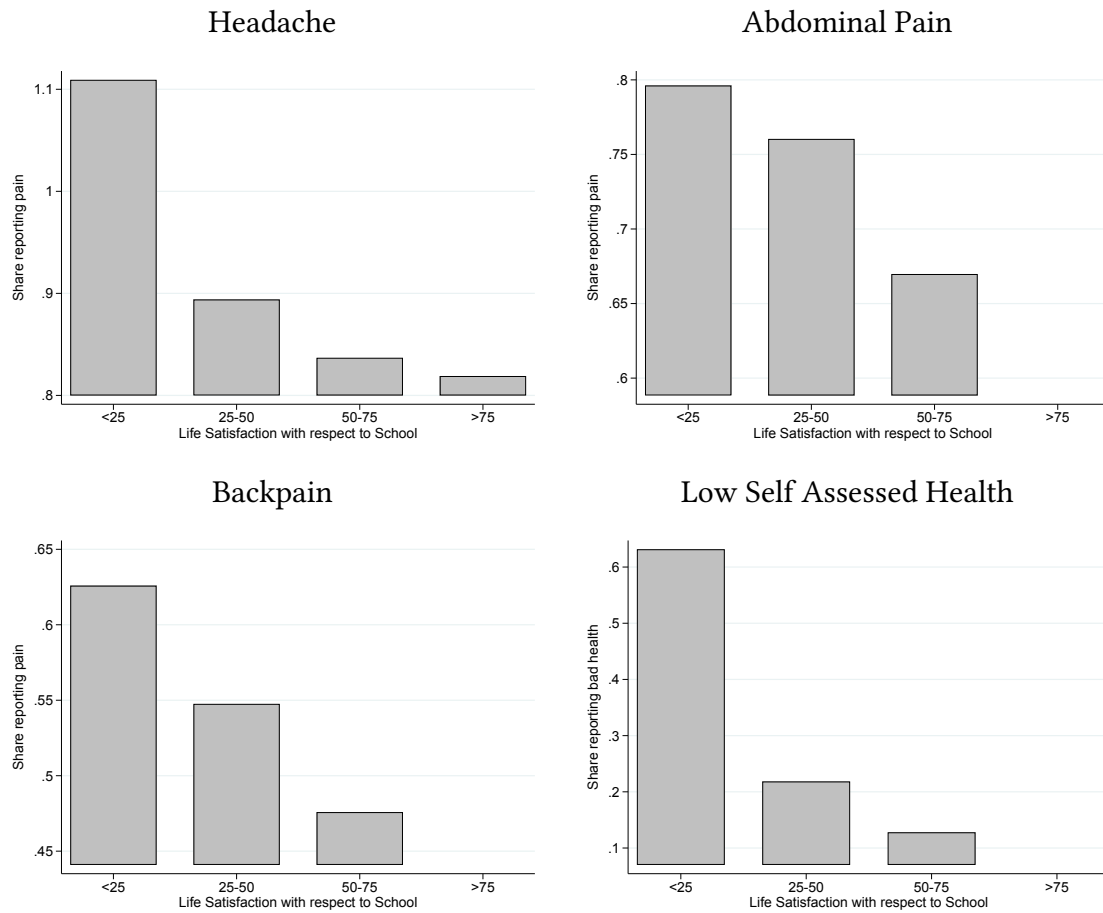 Headache
Abdominal Pain
Share reporting pain
1.1
1
.9
.8
<25 25-50 50-75 >75
Life Satisfaction with respect to School
Share reporting pain
.8
.75
.7
.65
.6
<25 25-50 50-75 >75
Life Satisfaction with respect to School
Backpain
Low Self Assessed Health
Share reporting pain
.65
.6
.55
.5
.45
<25 25-50 50-75 >75
Life Satisfaction with respect to School
Share reporting bad health
.6
.5
.4
.3
.2
.1
<25 25-50 50-75 >75
Life Satisfaction with respect to School